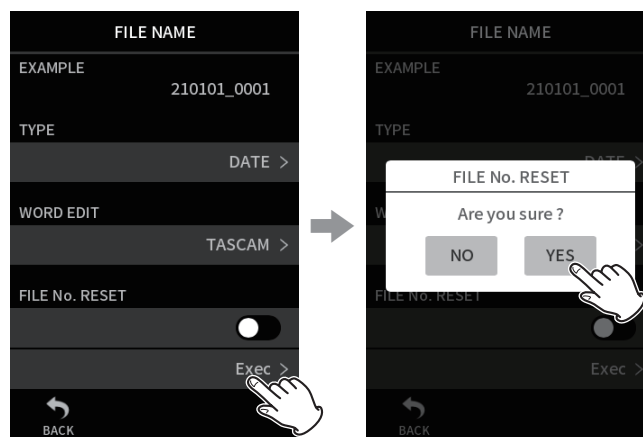 FILE NAME
EXAMPLE
210101_0001
TYPE
DATE >
WORD EDIT
TASCAM >
FILE No. RESET
Exec >
BACK
FILE NAME
EXAMPLE
210101_0001
TYPE
DATE >
FILE No. RESET
Are you sure ?
NO
YES
W
>
FILE No. RESET
Exec >
BACK